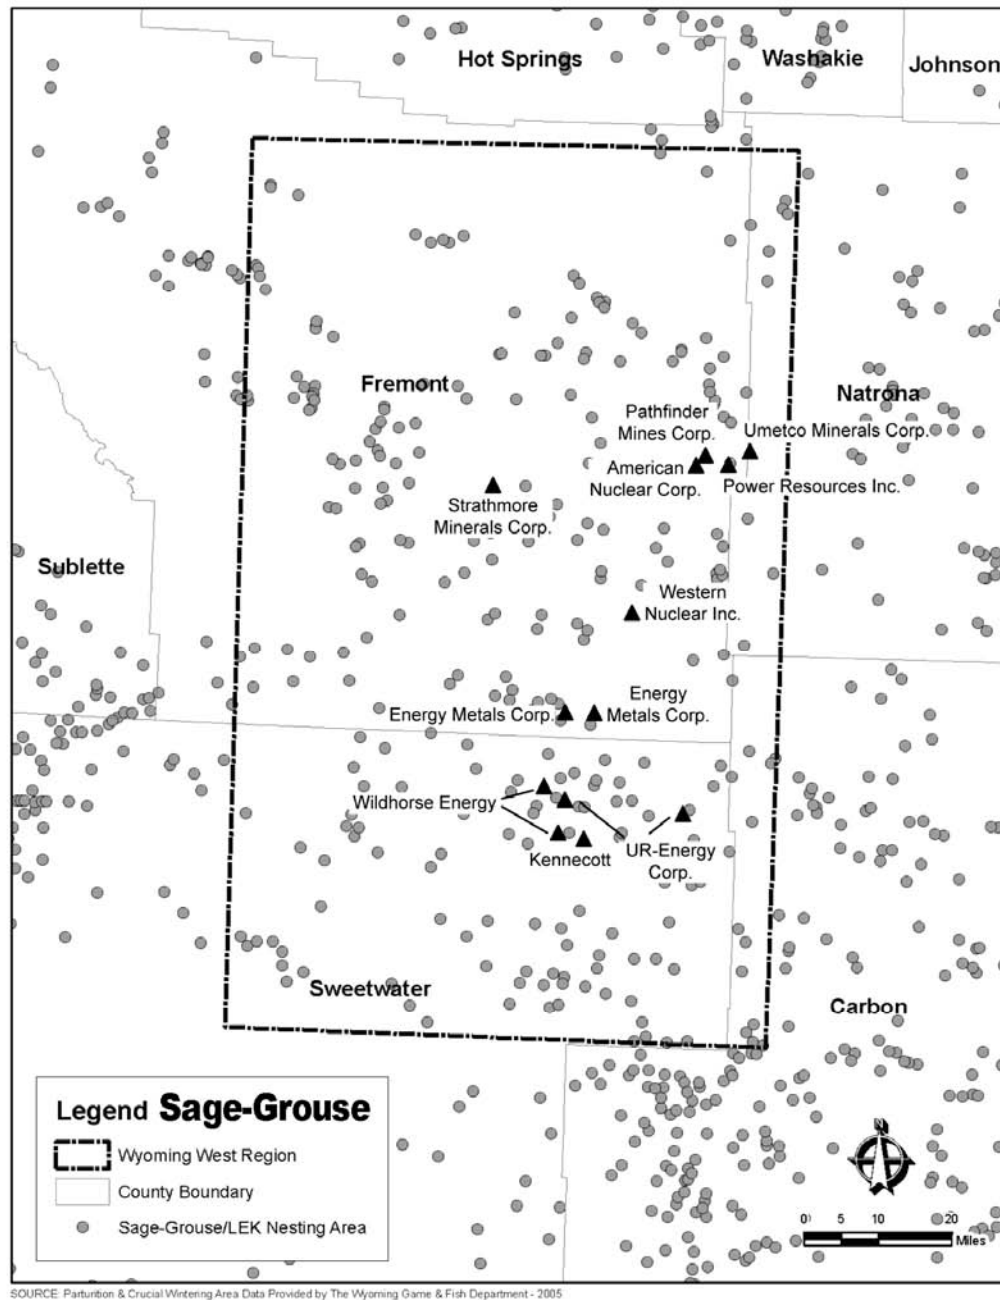 Hot Springs
Washakie
Johnson
Fremont
Natrona
Pathfinder
Mines Corp.
Umetco Minerals Corp.
American
Nuclear Corp.
Power Resources Inc.
Strathmore
Minerals Corp.
Sublette
Western
Nuclear Inc.
Energy Metals Corp.
Energy
Metals Corp.
Wildhorse Energy
Kennecott
UR-Energy
Corp.
Sweetwater
Carbon
Legend Sage-Grouse
Wyoming West Region
County Boundary
Sage-Grouse/LEK Nesting Area
N
0 5 10 20
Miles
SOURCE: Parturition & Crucial Wintering Area Data Provided by The Wyoming Game & Fish Department - 2005